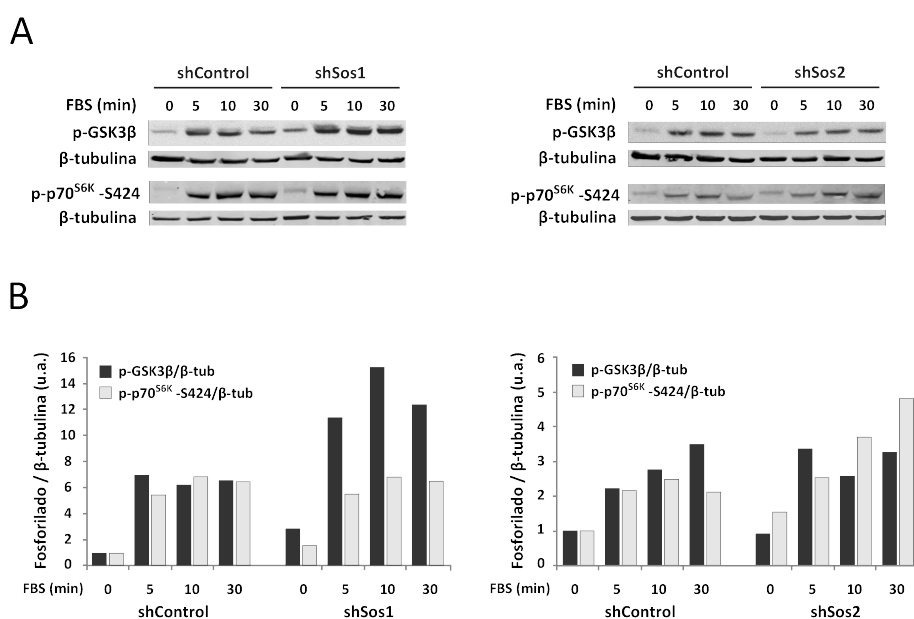 A
shControl shSos1
FBS (min) 0 5 10 30 0 5 10 30
p-GSK3β
β-tubulina
p-p70S6K -S424
β-tubulina
shControl shSos2
FBS (min) 0 5 10 30 0 5 10 30
p-GSK3β
β-tubulina
p-p70S6K -S424
β-tubulina
B
Fosforilado / β-tubulina (u.a.)
16
14
12
10
8
6
4
2
0
p-GSK3β/β-tub
p-p70S6K -S424/β-tub
FBS (min) 0 5 10 30 0 5 10 30
shControl shSos1
Fosforilado / β-tubulina (u.a.)
6
5
4
3
2
1
0
p-GSK3β/β-tub
p-p70S6K -S424/β-tub
FBS (min) 0 5 10 30 0 5 10 30
shControl shSos2